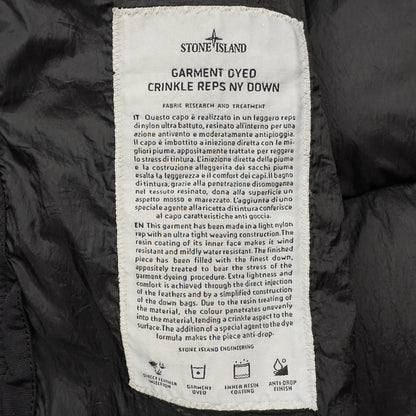 STONE ISLAND
GARMENT DYED
CRINKLE REPS NY DOWN
FABRIC RESEARCH AND TREATMENT
IT Questo capo è realizzato in un leggero reps
di nylon ultra battuto, resinato all'interno per una
azione antivento e moderatamente antipioggia.
Il capo è imbottito a iniezione diretta con le mi-
gliori piume, appositamente trattate per reggere
lo stress di tintura. L'iniezione diretta della piuma
e la costruzione alleggerita dei sacchi piuma
esalta la leggerezza e il comfort dei capi. Il bagno
di tintura, grazie alla penetrazione disomogenea
nel tessuto resinato, dona alla superficie un
aspetto mosso e marezzato. L'aggiunta di uno
speciale agente alla ricetta di tintura conferisce
al capo caratteristiche anti goccia.
EN This garment has been made in a light nylon
rep with an ultra tight weaving construction. The
resin coating of its inner face makes it wind
resistant and mildly water resistant. The finished
piece has been filled with the finest down,
appositely treated to bear the stress of the
garment dyeing procedure. Extra lightness and
comfort is achieved through the direct injection
of the feathers and by a simplified construction
of the down bags. Due to the resin treating of
the material, the colour penetrates unevenly
into the material, lending a crinkle aspect to the
surface. The addition of a special agent to the dye
formula makes the piece anti-drop.
STONE ISLAND ENGINEERING
DIRECT FEATHER
INJECTION
GARMENT
DYED
INNER RESIN
COATING
ANTI DROP
FINISH